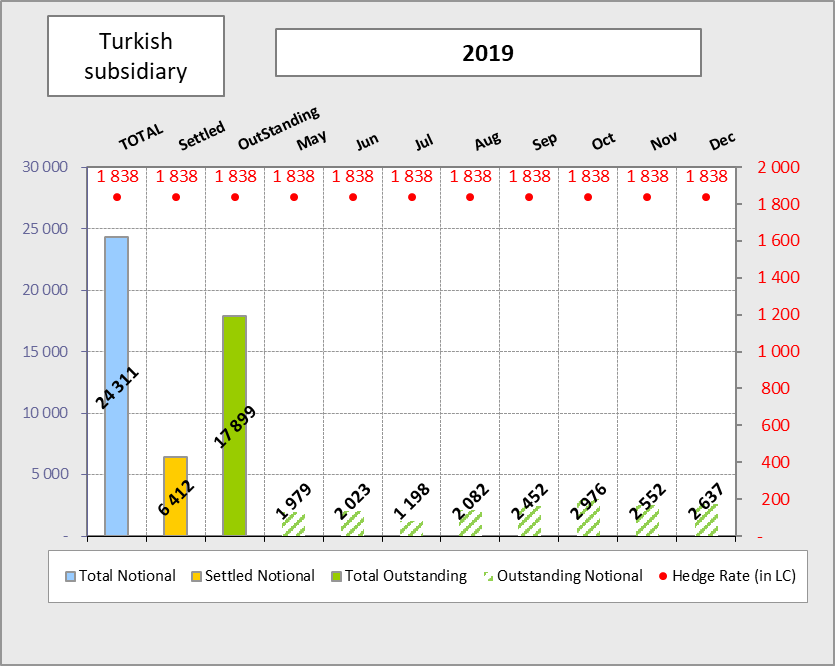 Turkish
subsidiary
2019
TOTAL Settled OutStanding May Jun Jul Aug Sep Oct Nov Dec
30 000 2 000
1 838 1 838 1 838 1 838 1 838 1 838 1 838 1 838 1 838 1 838 1 838
1 800
25 000
1 600
1 400
20 000
1 200
15 000 1 000
24 311
800
10 000
17 899
600
5 000
400
6 412
1 979 2 023 1 198 2 082 2 452 2 976 2 552 2 637
200
- -
Total Notional Settled Notional Total Outstanding Outstanding Notional Hedge Rate (in LC)